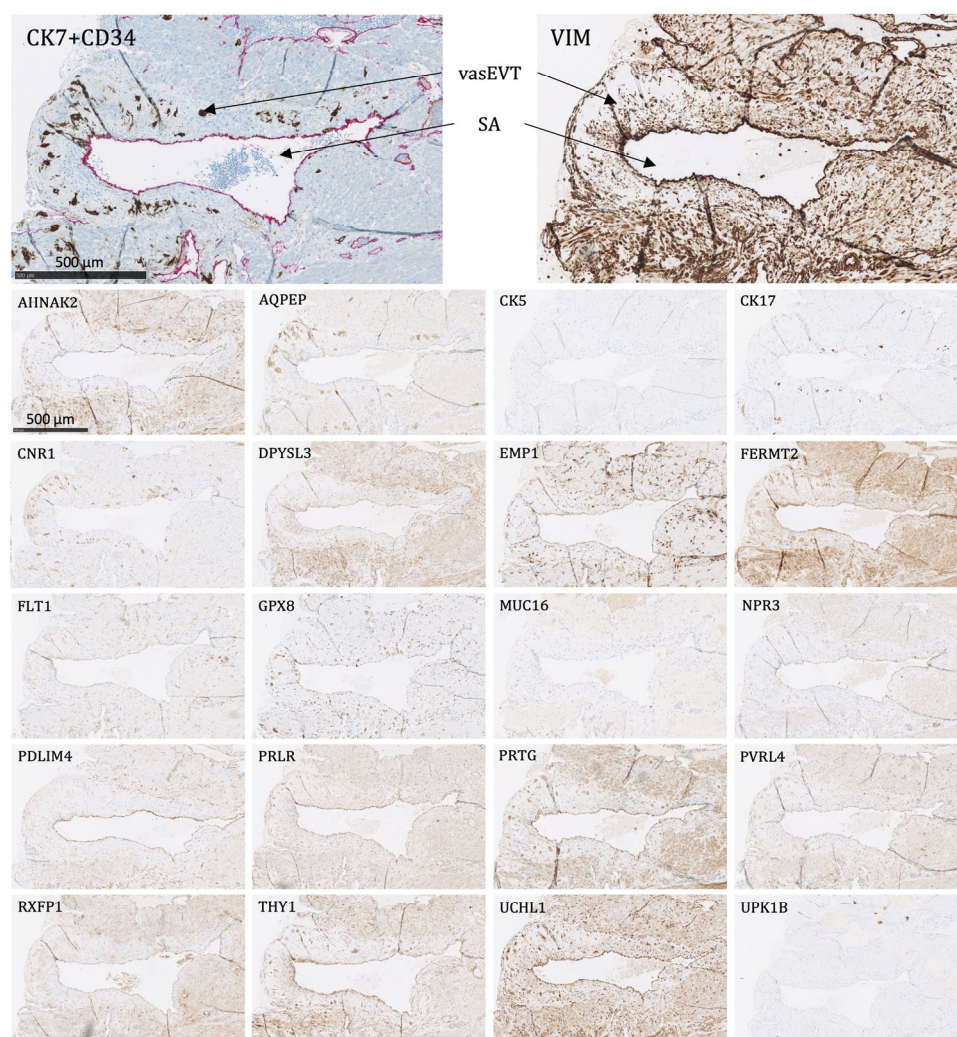 CK7+CD34
VIM
vasEVT
SA
500 µm
AHNAK2
AQPEP
CK5
CK17
500 µm
CNR1
DPYSL3
EMP1
FERMT2
FLT1
GPX8
MUC16
NPR3
PDLIM4
PRLR
PRTG
PVRL4
RXFP1
THY1
UCHL1
UPK1B